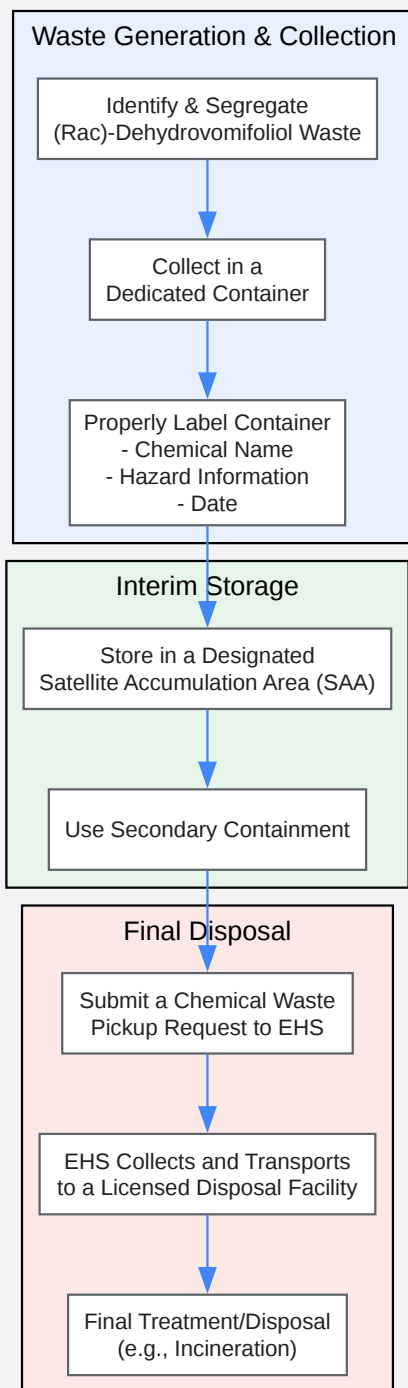 Waste Generation & Collection
Identify & Segregate
(Rac)-Dehydrovomifoliol Waste
Collect in a
Dedicated Container
Properly Label Container
- Chemical Name
- Hazard Information
- Date
Interim Storage
Store in a Designated
Satellite Accumulation Area (SAA)
Use Secondary Containment
Final Disposal
Submit a Chemical Waste
Pickup Request to EHS
EHS Collects and Transports
to a Licensed Disposal Facility
Final Treatment/Disposal
(e.g., Incineration)